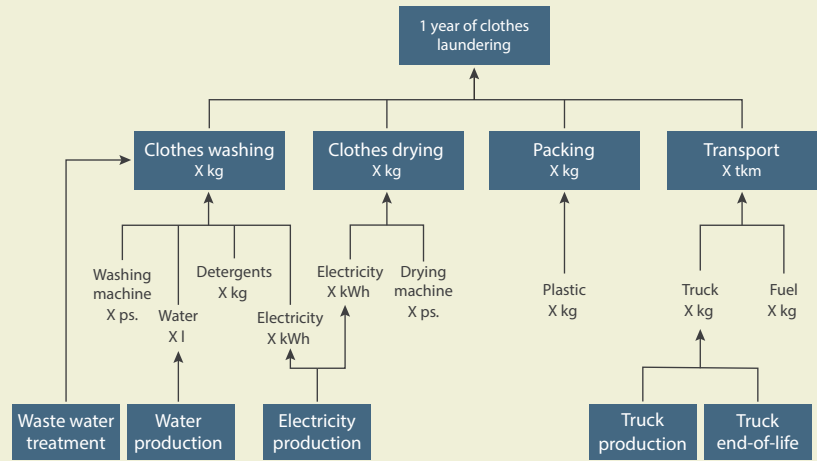 1 year of clothes
laundering
Clothes washing
X kg
Clothes drying
X kg
Packing
X kg
Transport
X tkm
Washing
machine
X ps.
Water
X l
Detergents
X kg
Electricity
X kWh
Electricity
X kWh
Drying
machine
X ps.
Plastic
X kg
Truck
X kg
Fuel
X kg
Waste water
treatment
Water
production
Electricity
production
Truck
production
Truck
end-of-life